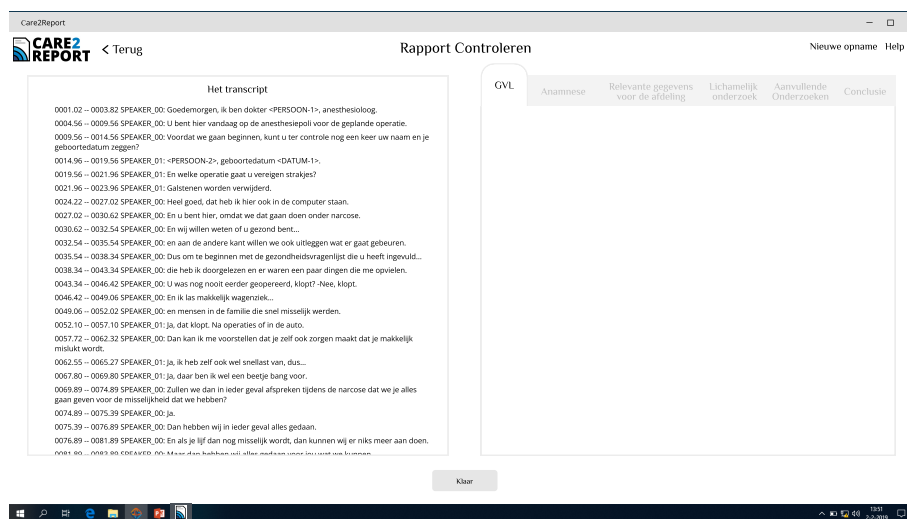 Care2Report
CARE2
REPORT
< Terug
Rapport Controleren
Nieuwe opname Help
Het transcript
0001.02 -- 0003.82 SPEAKER_00: Goedemorgen, ik ben dokter <PERSOON-1>, anesthesioloog.
0004.56 -- 0009.56 SPEAKER_00: U bent hier vandaag op de anesthesiepoli voor de geplande operatie.
0009.56 -- 0014.56 SPEAKER_00: Voordat we gaan beginnen, kunt u ter controle nog een keer uw naam en je
geboortedatum zeggen?
0014.96 -- 0019.56 SPEAKER_01: <PERSOON-2>, geboortedatum <DATUM-1>.
0019.56 -- 0021.96 SPEAKER_01: En welke operatie gaat u vereigen strakjes?
0021.96 -- 0023.96 SPEAKER_01: Galstenen worden verwijderd.
0024.22 -- 0027.02 SPEAKER_00: Heel goed, dat heb ik hier ook in de computer staan.
0027.02 -- 0030.62 SPEAKER_00: En u bent hier, omdat we dat gaan doen onder narcose.
0030.62 -- 0032.54 SPEAKER_00: En wij willen weten of u gezond bent...
0032.54 -- 0035.54 SPEAKER_00: en aan de andere kant willen we ook uitleggen wat er gaat gebeuren.
0035.54 -- 0038.34 SPEAKER_00: Dus om te beginnen met de gezondheidsvragenlijst die u heeft ingevuld...
0038.34 -- 0043.34 SPEAKER_00: die heb ik doorgelezen en er waren een paar dingen die me opvielen.
0043.34 -- 0046.42 SPEAKER_00: U was nog nooit eerder geopereerd, klopt? -Nee, klopt.
0046.42 -- 0049.06 SPEAKER_00: En ik las makkelijk wagenziek...
0049.06 -- 0052.02 SPEAKER_00: en mensen in de familie die snel misselijk werden.
0052.10 -- 0057.10 SPEAKER_01: Ja, dat klopt. Na operaties of in de auto.
0057.72 -- 0062.32 SPEAKER_00: Dan kan ik me voorstellen dat je zelf ook zorgen maakt dat je makkelijk
mislukt wordt.
0062.55 -- 0065.27 SPEAKER_01: Ja, ik heb zelf ook wel snellast van, dus...
0067.80 -- 0069.80 SPEAKER_01: Ja, daar ben ik wel een beetje bang voor.
0069.89 -- 0074.89 SPEAKER_00: Zullen we dan in ieder geval afspreken tijdens de narcose dat we je alles
gaan geven voor de misselijkheid dat we hebben?
0074.89 -- 0075.39 SPEAKER_00: Ja.
0075.39 -- 0076.89 SPEAKER_00: Dan hebben wij in ieder geval alles gedaan.
0076.89 -- 0081.89 SPEAKER_00: En als je lijf dan nog misselijk wordt, dan kunnen wij er niks meer aan doen.
0081.89 -- 0083.89 SPEAKER_00: Maar dan hebben wij alles gedaan voor jou wat we kunnen.
GVL
Anamnese
Relevante gegevens
voor de afdeling
Lichamelijk
onderzoek
Aanvullende
Onderzoeken
Conclusie
Klaar
13:51
2-2-2019